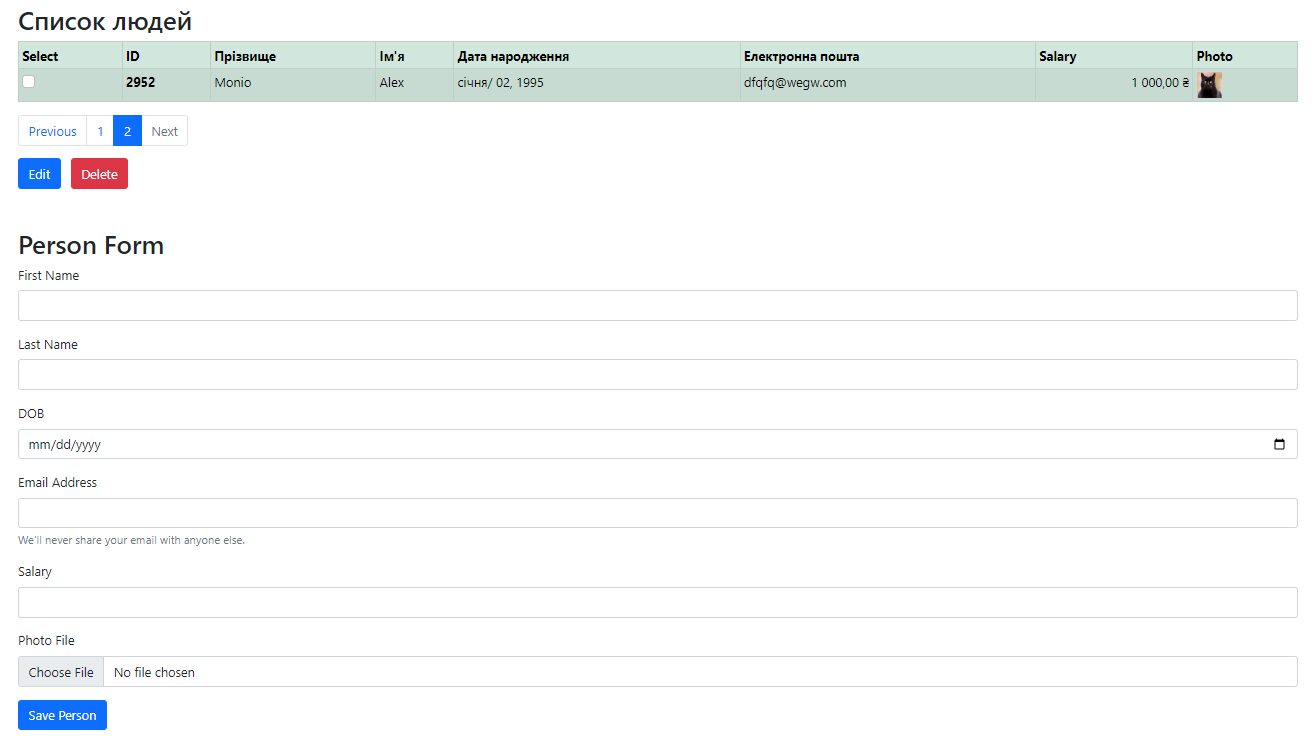 Список людей
Select ID Прізвище Ім'я Дата народження Електронна пошта Salary Photo
2952 Monio Alex січня/ 02, 1995 dfqfq@wegw.com 1 000,00 ₴
Previous 1 2 Next
Edit Delete
Person Form
First Name
Last Name
DOB
mm/dd/yyyy
Email Address
We'll never share your email with anyone else.
Salary
Photo File
Choose File No file chosen
Save Person